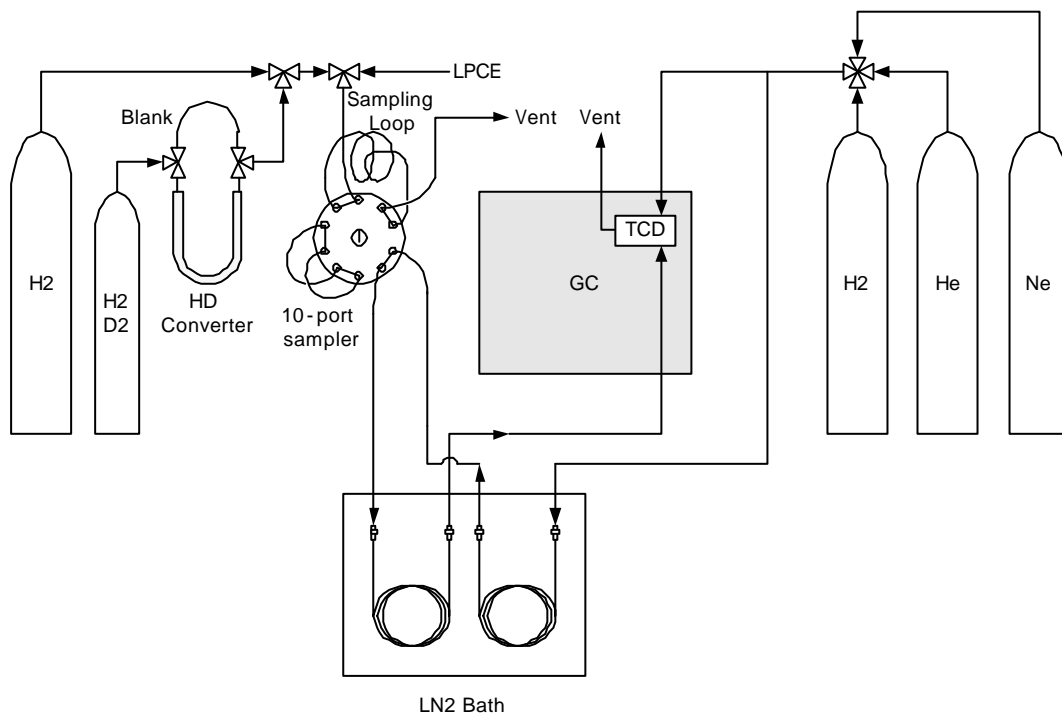 LPCE
Sampling
Loop
Blank
Vent
Vent
TCD
H2
H2
D2
HD
Converter
10-port
sampler
GC
H2
He
Ne
LN2 Bath